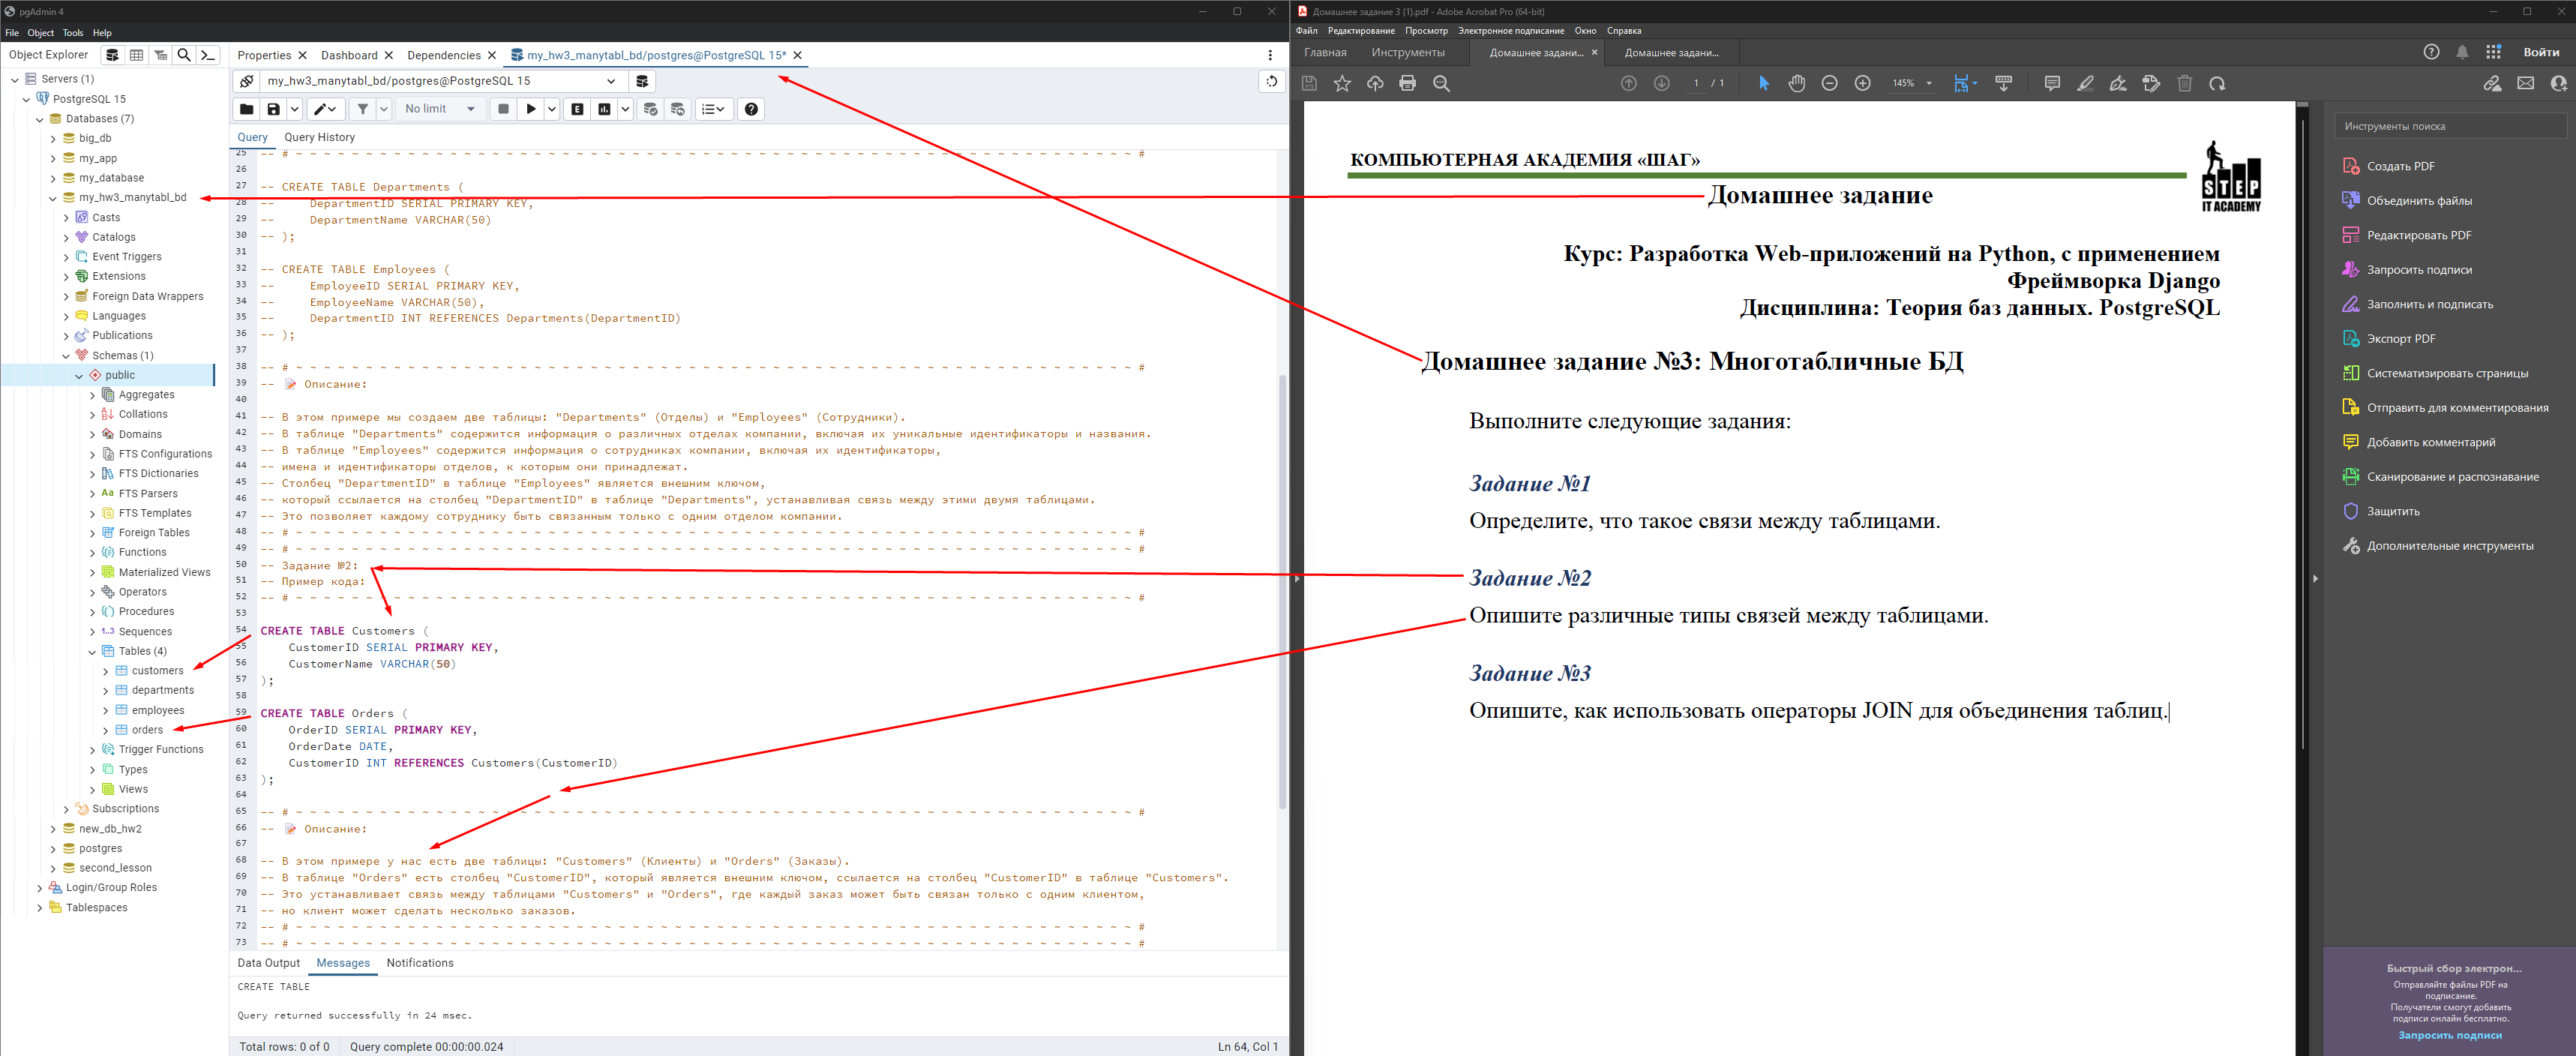 pgAdmin 4
File Object Tools Help
Object Explorer
Servers (1)
PostgreSQL 15
Databases (7)
big_db
my_app
my_database
my_hw3_manytabl_bd
Casts
Catalogs
Event Triggers
Extensions
Foreign Data Wrappers
Languages
Publications
Schemas (1)
public
Aggregates
Collations
Domains
FTS Configurations
FTS Dictionaries
FTS Parsers
FTS Templates
Foreign Tables
Functions
Materialized Views
Operators
Procedures
1..3 Sequences
Tables (4)
customers
departments
employees
orders
Trigger Functions
Types
Views
Subscriptions
new_db_hw2
postgres
second_lesson
Login/Group Roles
Tablespaces
Properties Dashboard Dependencies my_hw3_manytabl_bd/postgres@PostgreSQL 15*
my_hw3_manytabl_bd/postgres@PostgreSQL 15
No limit
Query Query History
25 -- # ~ ~ ~ ~ ~ ~ ~ ~ ~ ~ ~ ~ ~ ~ ~ ~ ~ ~ ~ ~ ~ ~ ~ ~ ~ ~ ~ ~ ~ ~ ~ ~ ~ ~ ~ ~ ~ ~ ~ ~ ~ ~ ~ ~ ~ ~ ~ ~ ~ ~ ~ ~ ~ ~ ~ ~ ~ ~ ~ ~ #
26
27 -- CREATE TABLE Departments (
28 -- DepartmentID SERIAL PRIMARY KEY,
29 -- DepartmentName VARCHAR(50)
30 -- );
31
32 -- CREATE TABLE Employees (
33 -- EmployeeID SERIAL PRIMARY KEY,
34 -- EmployeeName VARCHAR(50),
35 -- DepartmentID INT REFERENCES Departments(DepartmentID)
36 -- );
37
38 -- # ~ ~ ~ ~ ~ ~ ~ ~ ~ ~ ~ ~ ~ ~ ~ ~ ~ ~ ~ ~ ~ ~ ~ ~ ~ ~ ~ ~ ~ ~ ~ ~ ~ ~ ~ ~ ~ ~ ~ ~ ~ ~ ~ ~ ~ ~ ~ ~ ~ ~ ~ ~ ~ ~ ~ ~ ~ ~ ~ ~ #
39 -- 📝 Описание:
40
41 -- В этом примере мы создаем две таблицы: "Departments" (Отделы) и "Employees" (Сотрудники).
42 -- В таблице "Departments" содержится информация о различных отделах компании, включая их уникальные идентификаторы и названия.
43 -- В таблице "Employees" содержится информация о сотрудниках компании, включая их идентификаторы,
44 -- имена и идентификаторы отделов, к которым они принадлежат.
45 -- Столбец "DepartmentID" в таблице "Employees" является внешним ключом,
46 -- который ссылается на столбец "DepartmentID" в таблице "Departments", устанавливая связь между этими двумя таблицами.
47 -- Это позволяет каждому сотруднику быть связанным только с одним отделом компании.
48 -- # ~ ~ ~ ~ ~ ~ ~ ~ ~ ~ ~ ~ ~ ~ ~ ~ ~ ~ ~ ~ ~ ~ ~ ~ ~ ~ ~ ~ ~ ~ ~ ~ ~ ~ ~ ~ ~ ~ ~ ~ ~ ~ ~ ~ ~ ~ ~ ~ ~ ~ ~ ~ ~ ~ ~ ~ ~ ~ ~ ~ #
49 -- # ~ ~ ~ ~ ~ ~ ~ ~ ~ ~ ~ ~ ~ ~ ~ ~ ~ ~ ~ ~ ~ ~ ~ ~ ~ ~ ~ ~ ~ ~ ~ ~ ~ ~ ~ ~ ~ ~ ~ ~ ~ ~ ~ ~ ~ ~ ~ ~ ~ ~ ~ ~ ~ ~ ~ ~ ~ ~ ~ ~ #
50 -- Задание №2:
51 -- Пример кода:
52 -- # ~ ~ ~ ~ ~ ~ ~ ~ ~ ~ ~ ~ ~ ~ ~ ~ ~ ~ ~ ~ ~ ~ ~ ~ ~ ~ ~ ~ ~ ~ ~ ~ ~ ~ ~ ~ ~ ~ ~ ~ ~ ~ ~ ~ ~ ~ ~ ~ ~ ~ ~ ~ ~ ~ ~ ~ ~ ~ ~ ~ #
53
54 CREATE TABLE Customers (
55 CustomerID SERIAL PRIMARY KEY,
56 CustomerName VARCHAR(50)
57 );
58
59 CREATE TABLE Orders (
60 OrderID SERIAL PRIMARY KEY,
61 OrderDate DATE,
62 CustomerID INT REFERENCES Customers(CustomerID)
63 );
64
65 -- # ~ ~ ~ ~ ~ ~ ~ ~ ~ ~ ~ ~ ~ ~ ~ ~ ~ ~ ~ ~ ~ ~ ~ ~ ~ ~ ~ ~ ~ ~ ~ ~ ~ ~ ~ ~ ~ ~ ~ ~ ~ ~ ~ ~ ~ ~ ~ ~ ~ ~ ~ ~ ~ ~ ~ ~ ~ ~ ~ ~ #
66 -- 📝 Описание:
67
68 -- В этом примере у нас есть две таблицы: "Customers" (Клиенты) и "Orders" (Заказы).
69 -- В таблице "Orders" есть столбец "CustomerID", который является внешним ключом, ссылается на столбец "CustomerID" в таблице "Customers".
70 -- Это устанавливает связь между таблицами "Customers" и "Orders", где каждый заказ может быть связан только с одним клиентом,
71 -- но клиент может сделать несколько заказов.
72 -- # ~ ~ ~ ~ ~ ~ ~ ~ ~ ~ ~ ~ ~ ~ ~ ~ ~ ~ ~ ~ ~ ~ ~ ~ ~ ~ ~ ~ ~ ~ ~ ~ ~ ~ ~ ~ ~ ~ ~ ~ ~ ~ ~ ~ ~ ~ ~ ~ ~ ~ ~ ~ ~ ~ ~ ~ ~ ~ ~ ~ #
73 -- # ~ ~ ~ ~ ~ ~ ~ ~ ~ ~ ~ ~ ~ ~ ~ ~ ~ ~ ~ ~ ~ ~ ~ ~ ~ ~ ~ ~ ~ ~ ~ ~ ~ ~ ~ ~ ~ ~ ~ ~ ~ ~ ~ ~ ~ ~ ~ ~ ~ ~ ~ ~ ~ ~ ~ ~ ~ ~ ~ ~ #
Data Output Messages Notifications
CREATE TABLE
Query returned successfully in 24 msec.
Total rows: 0 of 0 Query complete 00:00:00.024 Ln 64, Col 1
Домашнее задание 3 (1).pdf - Adobe Acrobat Pro (64-bit)
Файл Редактирование Просмотр Электронное подписание Окно Справка
Главная Инструменты Домашнее задани... Домашнее задани... Войти
1 / 1 145%
КОМПЬЮТЕРНАЯ АКАДЕМИЯ «ШАГ»
STEP
IT ACADEMY
Домашнее задание
Курс: Разработка Web-приложений на Python, с применением
Фреймворка Django
Дисциплина: Теория баз данных. PostgreSQL
Домашнее задание №3: Многотабличные БД
Выполните следующие задания:
Задание №1
Определите, что такое связи между таблицами.
Задание №2
Опишите различные типы связей между таблицами.
Задание №3
Опишите, как использовать операторы JOIN для объединения таблиц.
Инструменты поиска
Создать PDF
Объединить файлы
Редактировать PDF
Запросить подписи
Заполнить и подписать
Экспорт PDF
Систематизировать страницы
Отправить для комментирования
Добавить комментарий
Сканирование и распознавание
Защитить
Дополнительные инструменты
Быстрый сбор электрон...
Отправляйте файлы PDF на
подписание.
Получатели смогут добавить
подписи онлайн бесплатно.
Запросить подписи